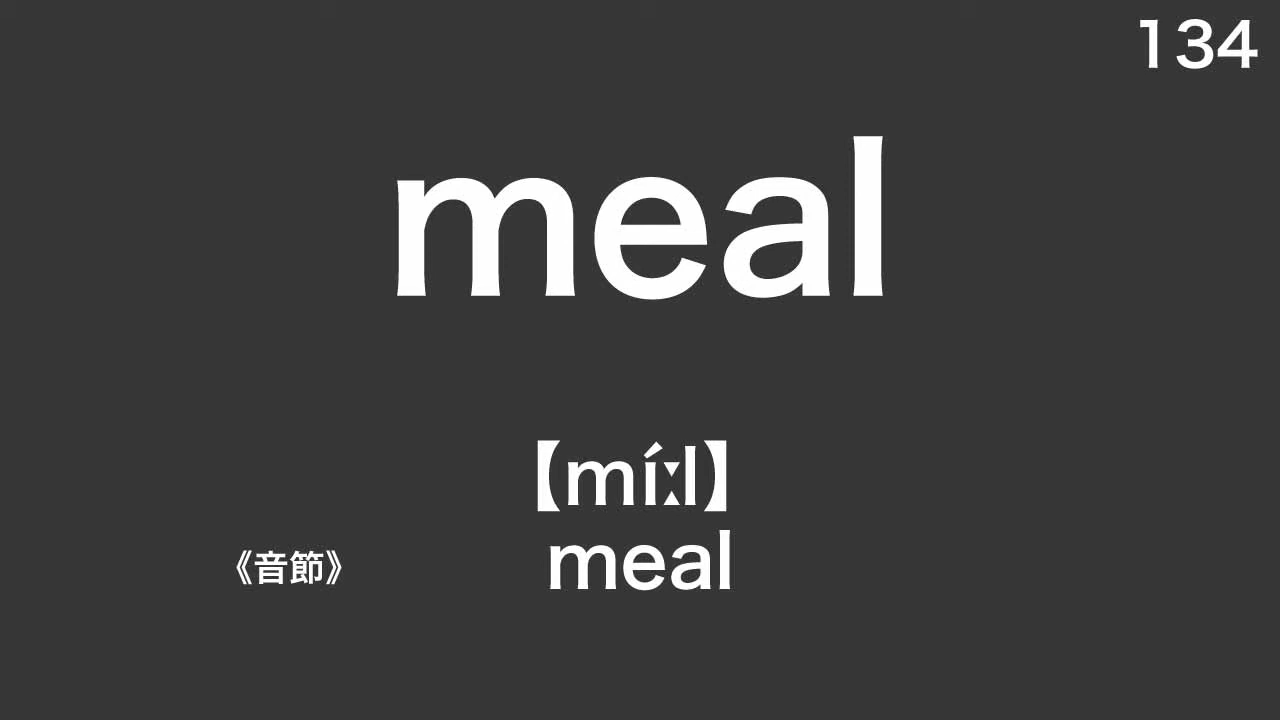 134
meal
【míːl】
《音節》 meal